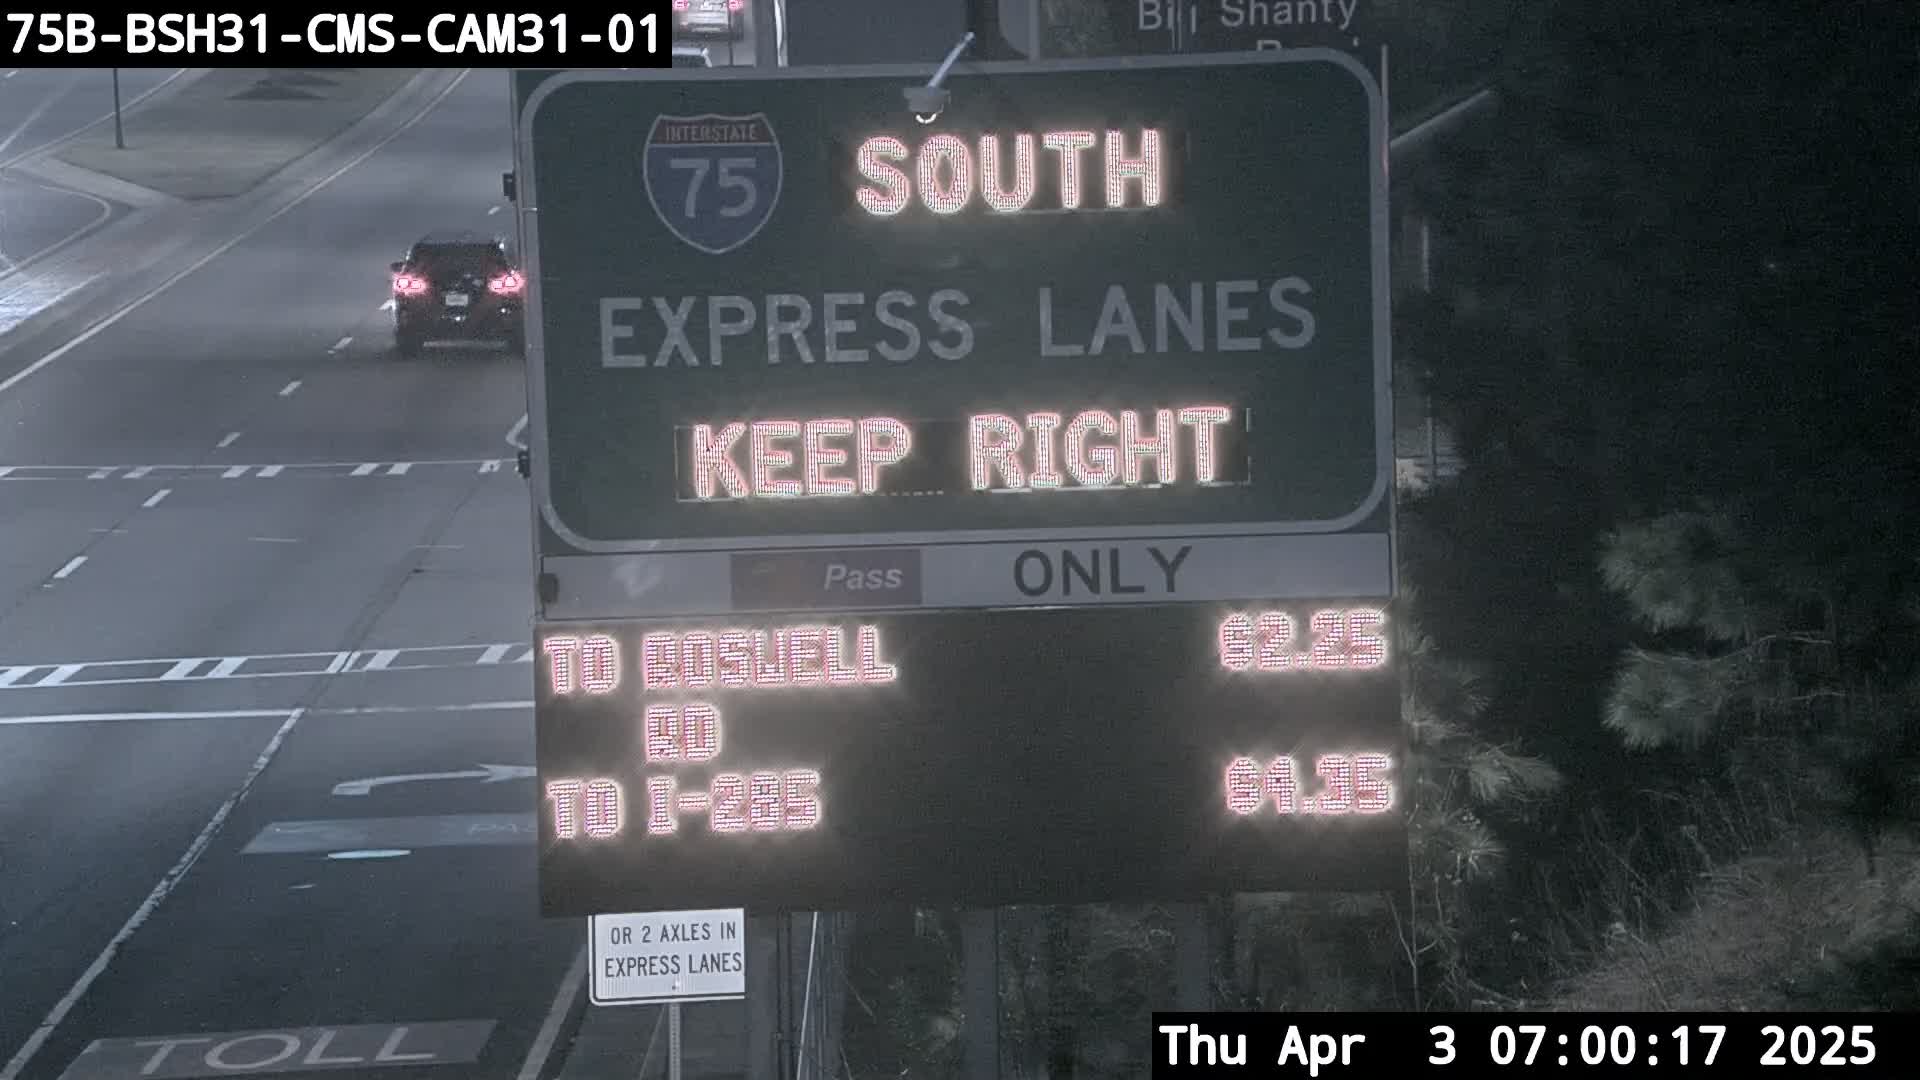 75B-BSH31-CMS-CAM31-01
Bill Shanty
INTERSTATE
75
SOUTH
EXPRESS LANES
KEEP RIGHT
Pass ONLY
TO ROSWELL $2.25
RD
TO I-285 $4.35
OR 2 AXLES IN
EXPRESS LANES
TOLL
Thu Apr 3 07:00:17 2025